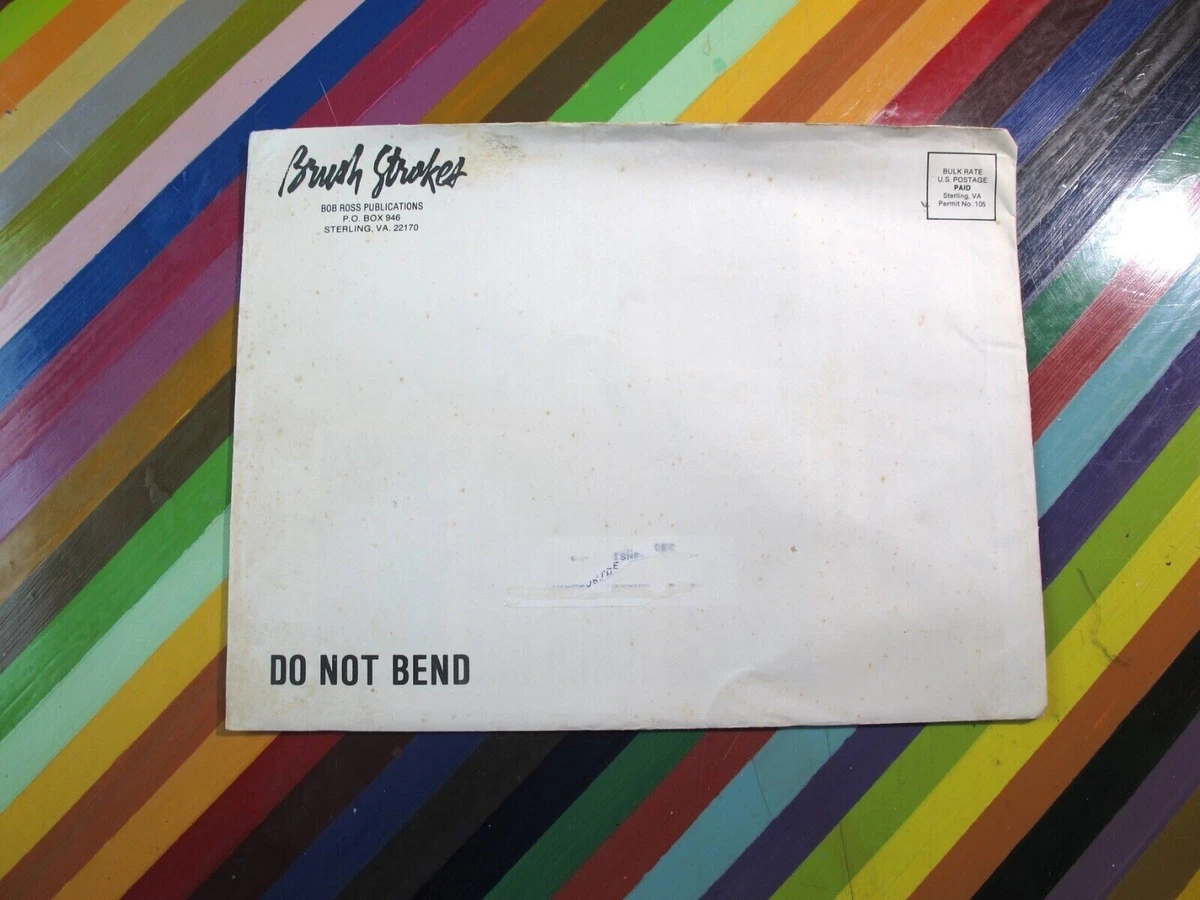 Brush Strokes
BOB ROSS PUBLICATIONS
P.O. BOX 946
STERLING, VA. 22170
BULK RATE
U.S. POSTAGE
PAID
Sterling, VA
Permit No. 105
DO NOT BEND